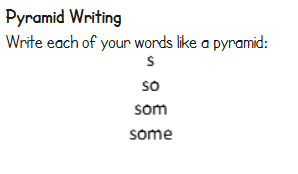 Pyramid Writing
Write each of your words like a pyramid:
s
so
som
some